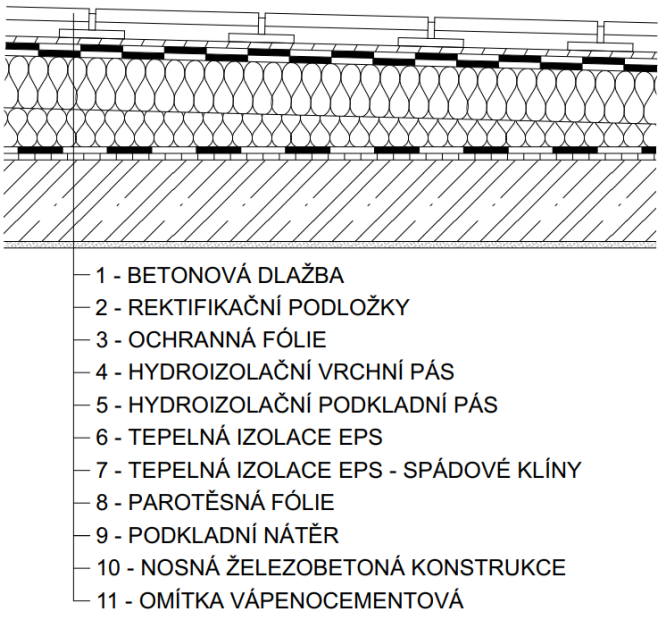 1 - BETONOVÁ DLAŽBA
2 - REKTIFIKAČNÍ PODLOŽKY
3 - OCHRANNÁ FÓLIE
4 - HYDROIZOLAČNÍ VRCHNÍ PÁS
5 - HYDROIZOLAČNÍ PODKLADNÍ PÁS
6 - TEPELNÁ IZOLACE EPS
7 - TEPELNÁ IZOLACE EPS - SPÁDOVÉ KLÍNY
8 - PAROTĚSNÁ FÓLIE
9 - PODKLADNÍ NÁTĚR
10 - NOSNÁ ŽELEZOBETONÁ KONSTRUKCE
11 - OMÍTKA VÁPENOCEMENTOVÁ